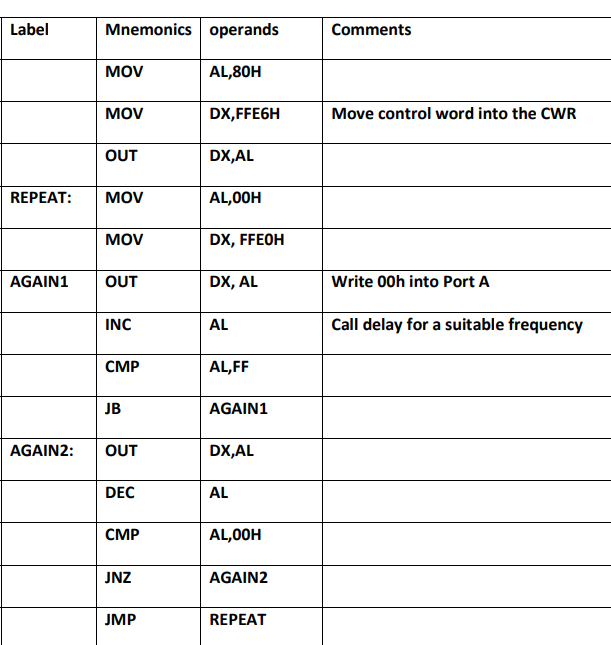 Label Mnemonics operands Comments
MOV AL,80H
MOV DX,FFE6H Move control word into the CWR
OUT DX,AL
REPEAT: MOV AL,00H
MOV DX, FFE0H
AGAIN1 OUT DX, AL Write 00h into Port A
INC AL Call delay for a suitable frequency
CMP AL,FF
JB AGAIN1
AGAIN2: OUT DX,AL
DEC AL
CMP AL,00H
JNZ AGAIN2
JMP REPEAT